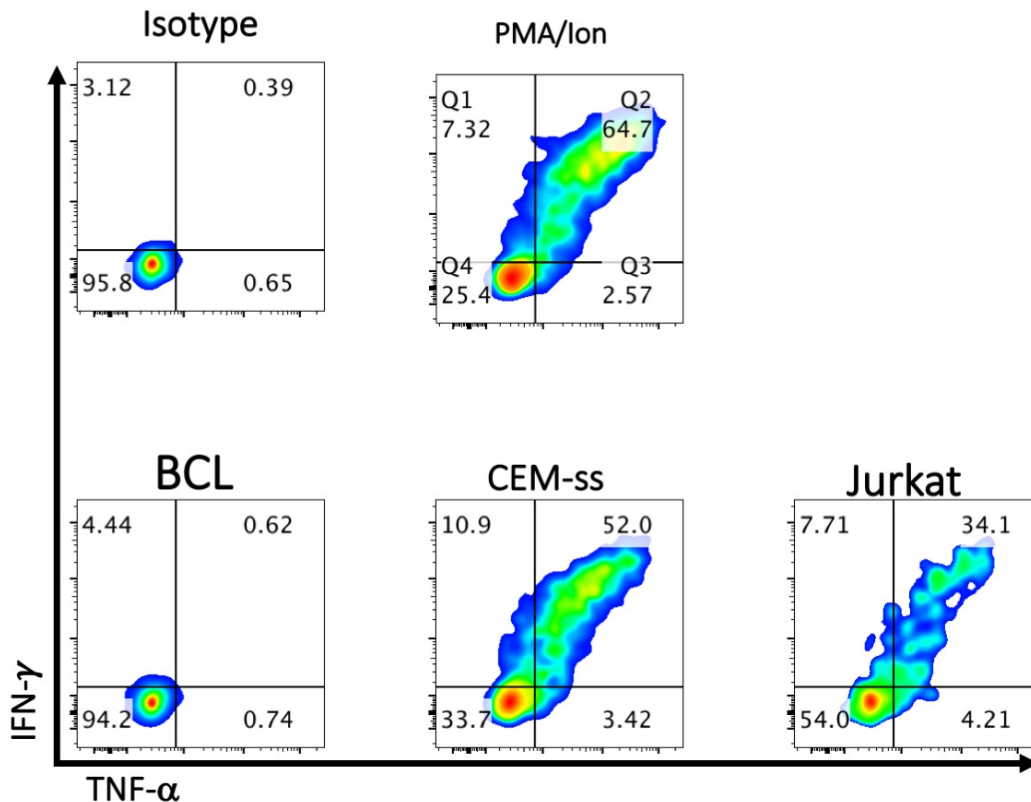 Isotype
PMA/Ion
3.12 0.39
95.8 0.65
Q1 Q2
7.32 64.7
Q4 Q3
25.4 2.57
BCL
CEM-ss
Jurkat
4.44 0.62
94.2 0.74
10.9 52.0
33.7 3.42
7.71 34.1
54.0 4.21
IFN-γ
TNF-α